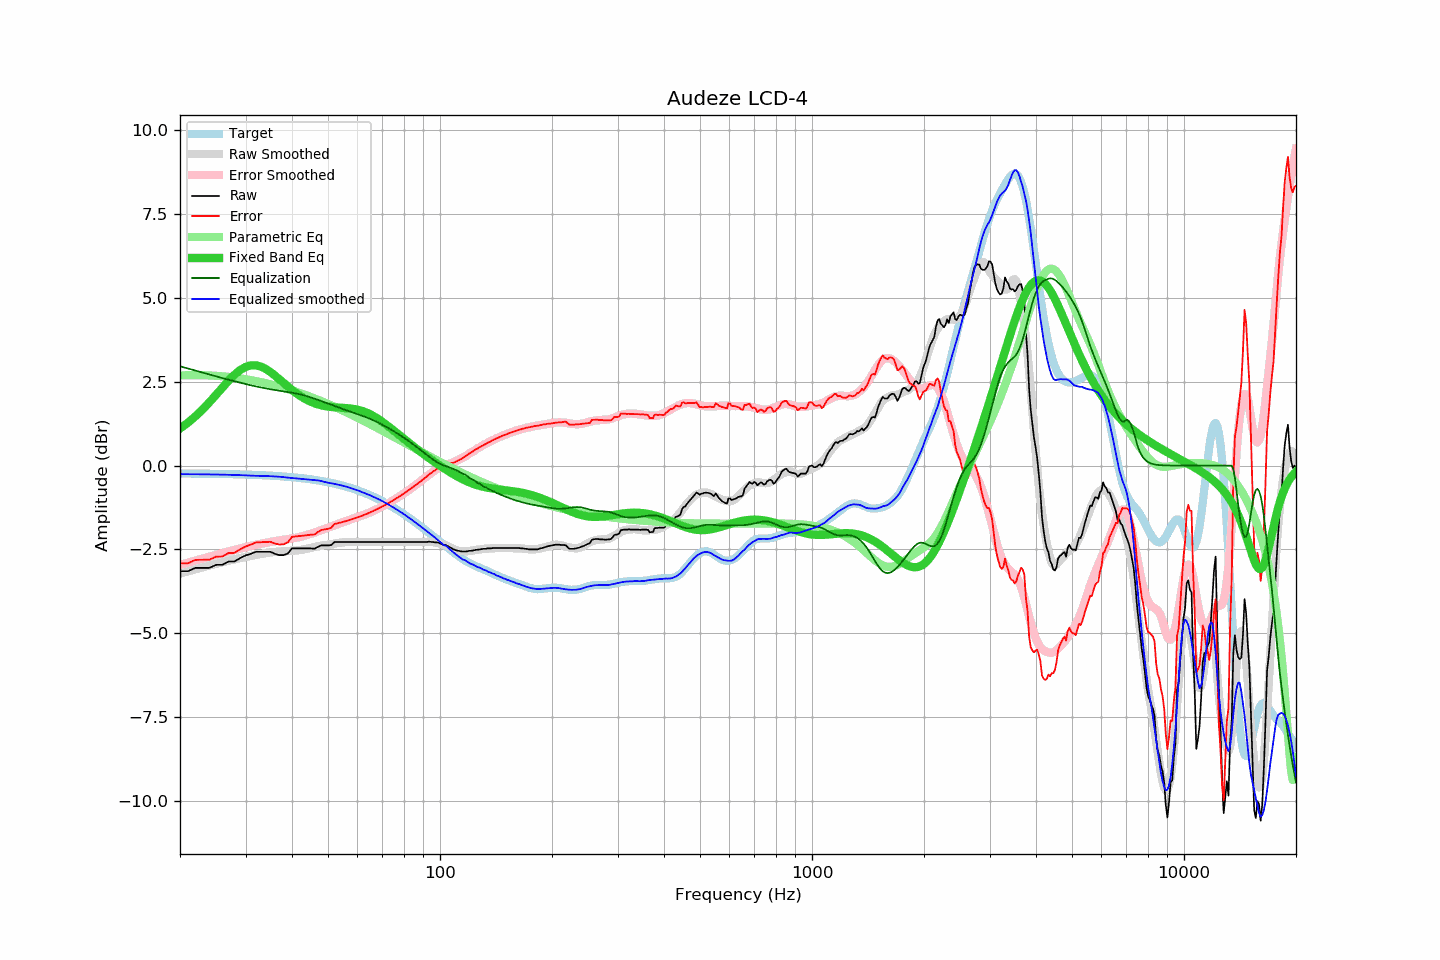 Audeze LCD-4
Target
Raw Smoothed
Error Smoothed
Raw
Error
Parametric Eq
Fixed Band Eq
Equalization
Equalized smoothed
10.0
7.5
5.0
2.5
0.0
−2.5
−5.0
−7.5
−10.0
Amplitude (dBr)
100
1000
10000
Frequency (Hz)